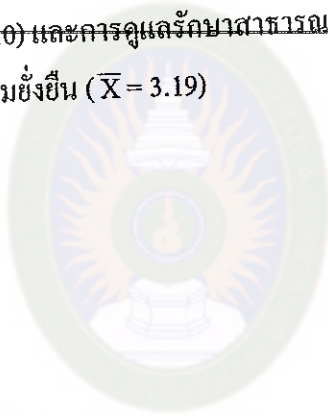 0) และการดูแลรักษาสาธารณ
มยั่งยืน (X̅ = 3.19)